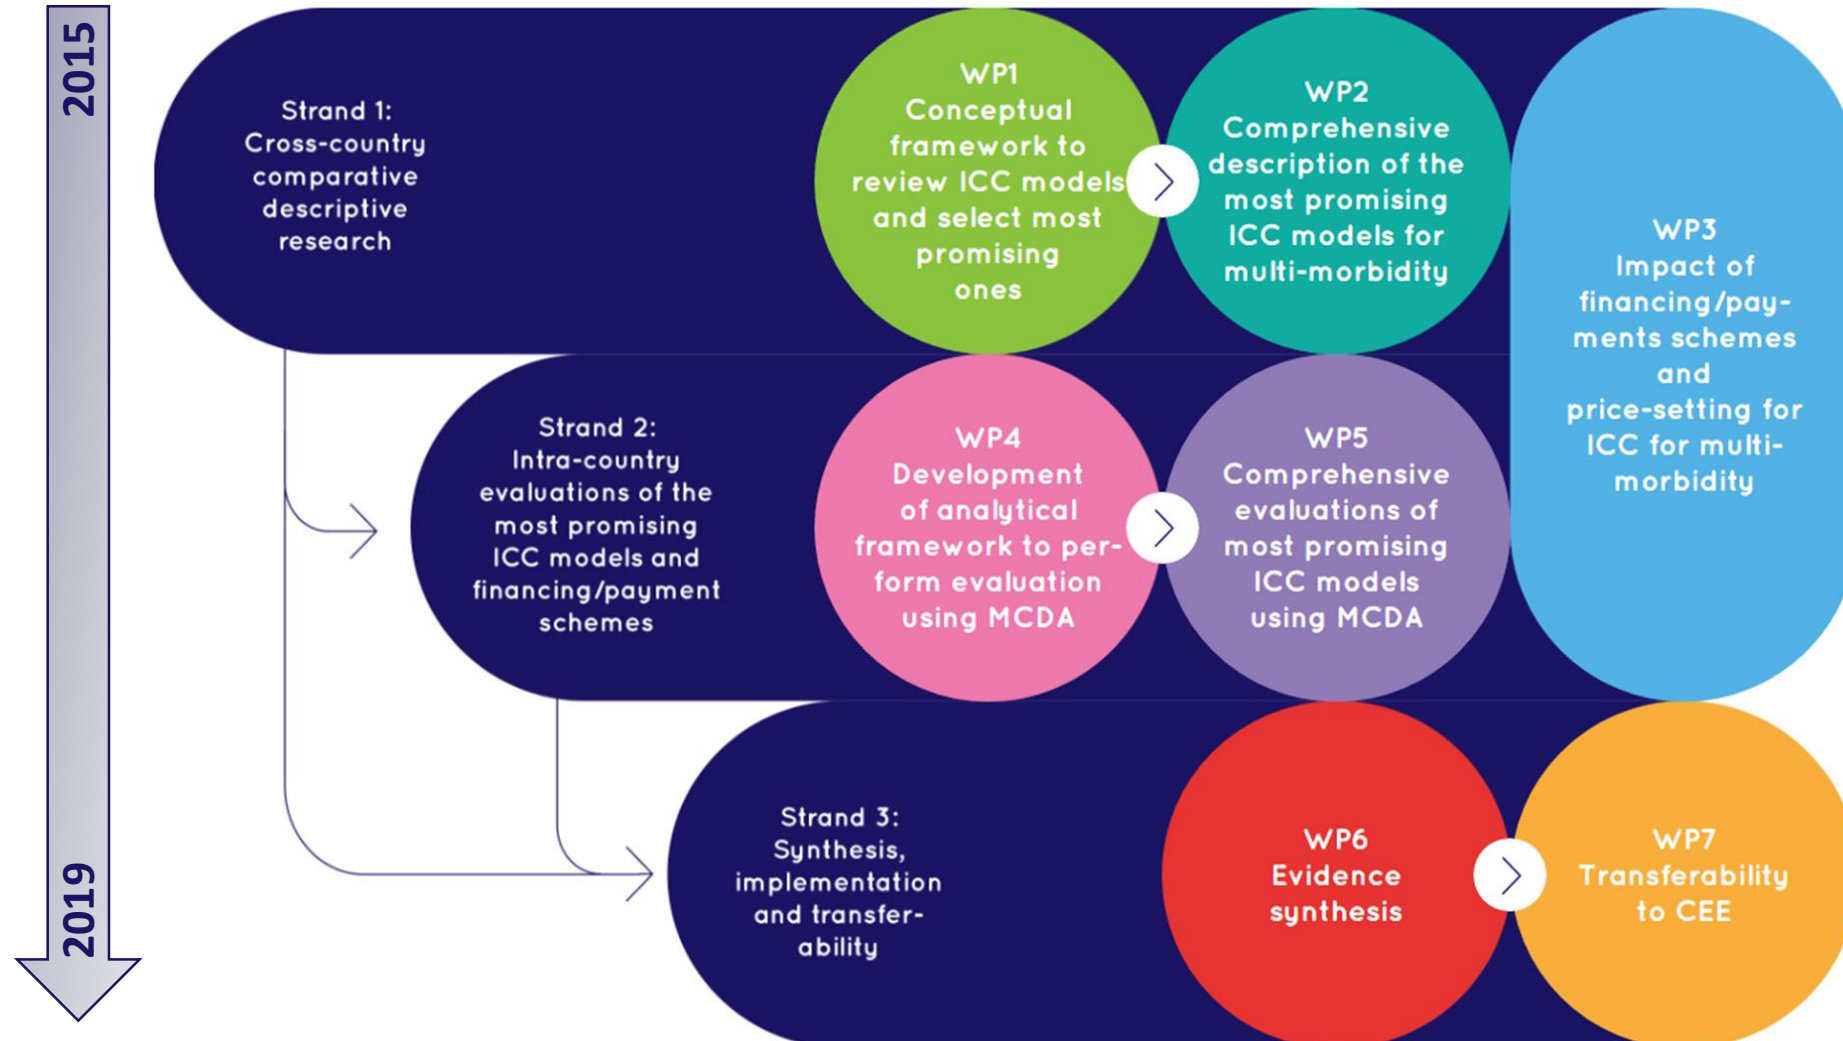 2015
Strand 1:
Cross-country
comparative
descriptive
research
WP1
Conceptual
framework to
review ICC models
and select most
promising
ones
WP2
Comprehensive
description of the
most promising
ICC models for
multi-morbidity
WP3
Impact of
financing/pay-
ments schemes
and
price-setting for
ICC for multi-
morbidity
Strand 2:
Intra-country
evaluations of the
most promising
ICC models and
financing/payment
schemes
WP4
Development
of analytical
framework to per-
form evaluation
using MCDA
WP5
Comprehensive
evaluations of
most promising
ICC models
using MCDA
Strand 3:
Synthesis,
implementation
and transfer-
ability
WP6
Evidence
synthesis
WP7
Transferability
to CEE
2019